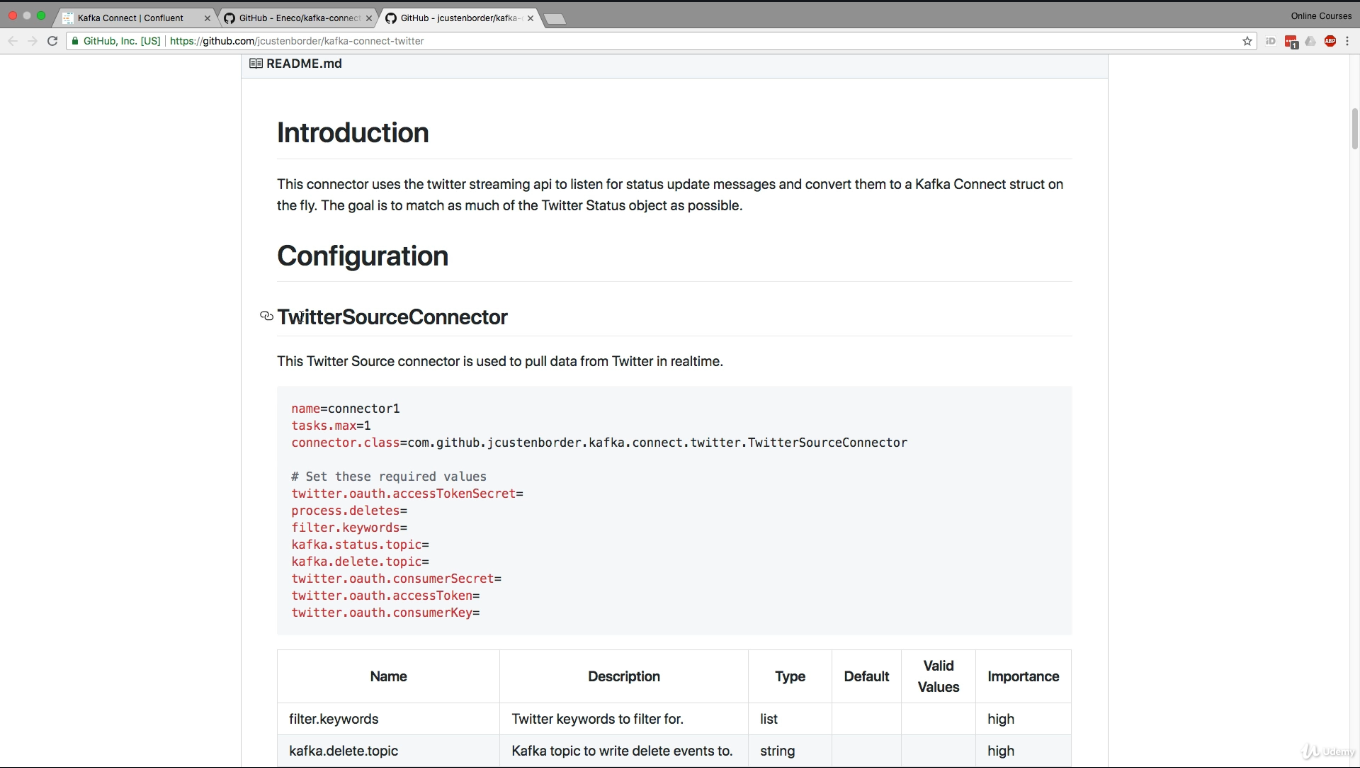 Kafka Connect | Confluent
GitHub - Eneco/kafka-connect
GitHub - jcustenborder/kafka-
Online Courses
GitHub, Inc. [US] | https://github.com/jcustenborder/kafka-connect-twitter
iD
1
ABP
README.md
Introduction
This connector uses the twitter streaming api to listen for status update messages and convert them to a Kafka Connect struct on
the fly. The goal is to match as much of the Twitter Status object as possible.
Configuration
TwitterSourceConnector
This Twitter Source connector is used to pull data from Twitter in realtime.
name=connector1
tasks.max=1
connector.class=com.github.jcustenborder.kafka.connect.twitter.TwitterSourceConnector
# Set these required values
twitter.oauth.accessTokenSecret=
process.deletes=
filter.keywords=
kafka.status.topic=
kafka.delete.topic=
twitter.oauth.consumerSecret=
twitter.oauth.accessToken=
twitter.oauth.consumerKey=
Name Description Type Default Valid Values Importance
filter.keywords Twitter keywords to filter for. list high
kafka.delete.topic Kafka topic to write delete events to. string high
Udemy